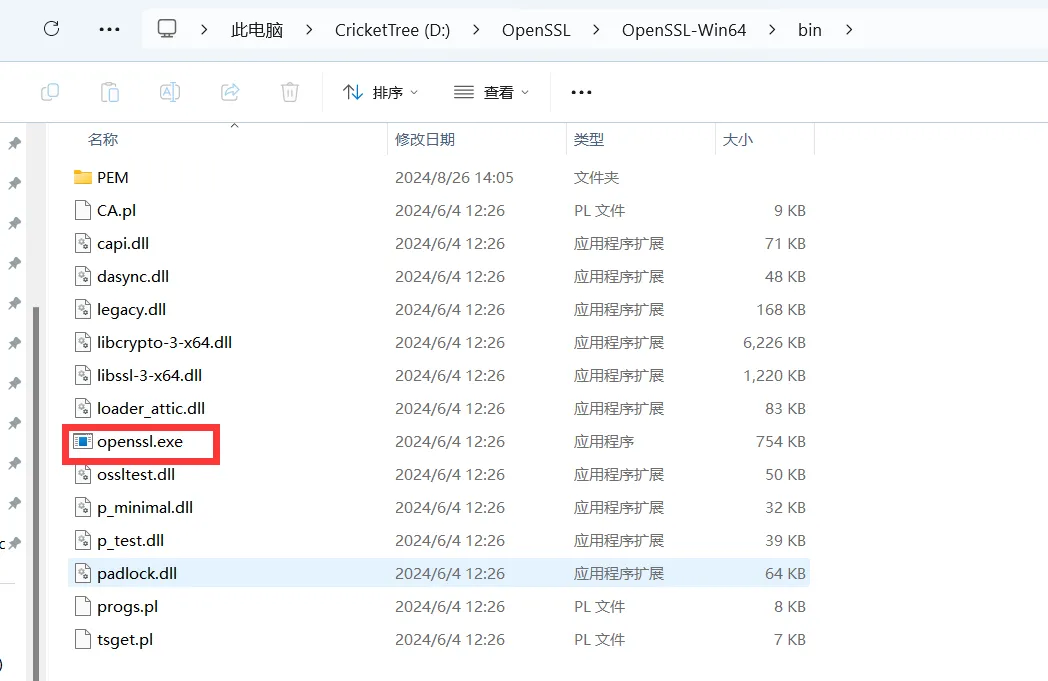 此电脑 CricketTree (D:) OpenSSL OpenSSL-Win64 bin
排序 查看
名称 修改日期 类型 大小
PEM 2024/8/26 14:05 文件夹
CA.pl 2024/6/4 12:26 PL 文件 9 KB
capi.dll 2024/6/4 12:26 应用程序扩展 71 KB
dasync.dll 2024/6/4 12:26 应用程序扩展 48 KB
legacy.dll 2024/6/4 12:26 应用程序扩展 168 KB
libcrypto-3-x64.dll 2024/6/4 12:26 应用程序扩展 6,226 KB
libssl-3-x64.dll 2024/6/4 12:26 应用程序扩展 1,220 KB
loader_attic.dll 2024/6/4 12:26 应用程序扩展 83 KB
openssl.exe 2024/6/4 12:26 应用程序 754 KB
ossltest.dll 2024/6/4 12:26 应用程序扩展 50 KB
p_minimal.dll 2024/6/4 12:26 应用程序扩展 32 KB
p_test.dll 2024/6/4 12:26 应用程序扩展 39 KB
padlock.dll 2024/6/4 12:26 应用程序扩展 64 KB
progs.pl 2024/6/4 12:26 PL 文件 8 KB
tsget.pl 2024/6/4 12:26 PL 文件 7 KB